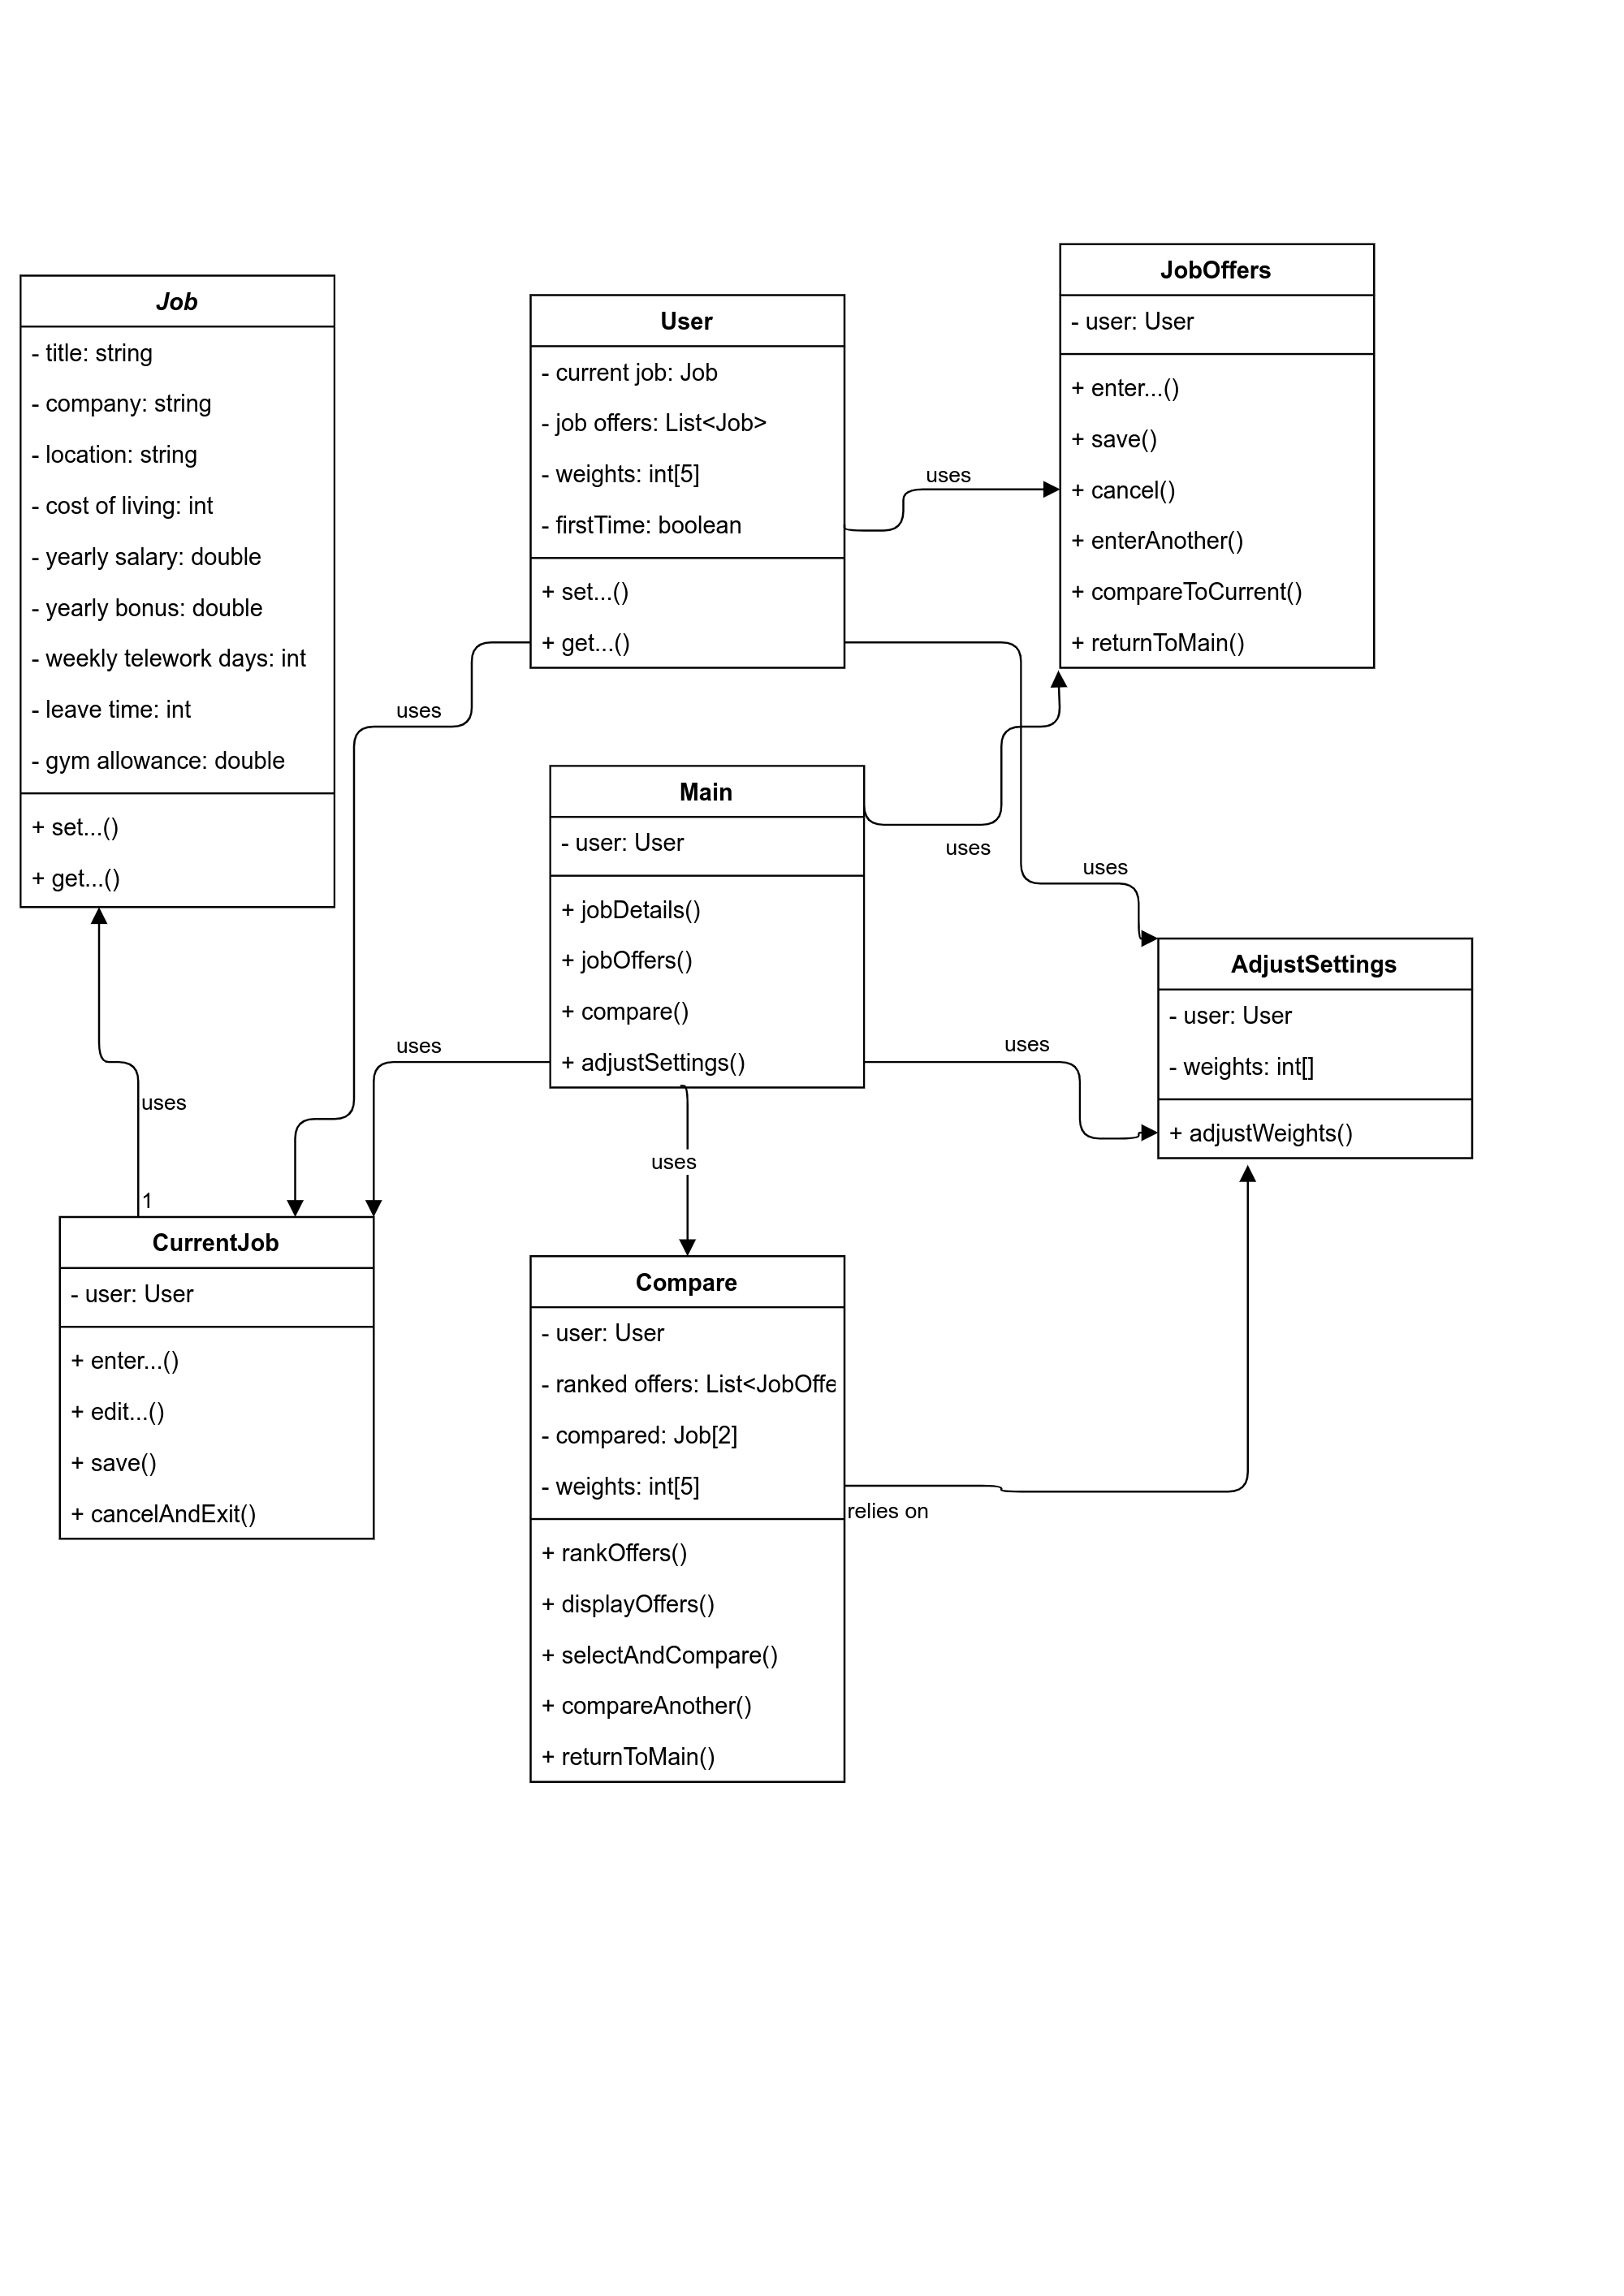 Job
- title: string
- company: string
- location: string
- cost of living: int
- yearly salary: double
- yearly bonus: double
- weekly telework days: int
- leave time: int
- gym allowance: double
+ set...()
+ get...()
User
- current job: Job
- job offers: List<Job>
- weights: int[5]
- firstTime: boolean
+ set...()
+ get...()
JobOffers
- user: User
+ enter...()
+ save()
+ cancel()
+ enterAnother()
+ compareToCurrent()
+ returnToMain()
uses
uses
Main
- user: User
+ jobDetails()
+ jobOffers()
+ compare()
+ adjustSettings()
uses
uses
AdjustSettings
- user: User
- weights: int[]
+ adjustWeights()
uses
uses
uses
1
uses
CurrentJob
- user: User
+ enter...()
+ edit...()
+ save()
+ cancelAndExit()
Compare
- user: User
- ranked offers: List<JobOffe
- compared: Job[2]
- weights: int[5]
+ rankOffers()
+ displayOffers()
+ selectAndCompare()
+ compareAnother()
+ returnToMain()
relies on